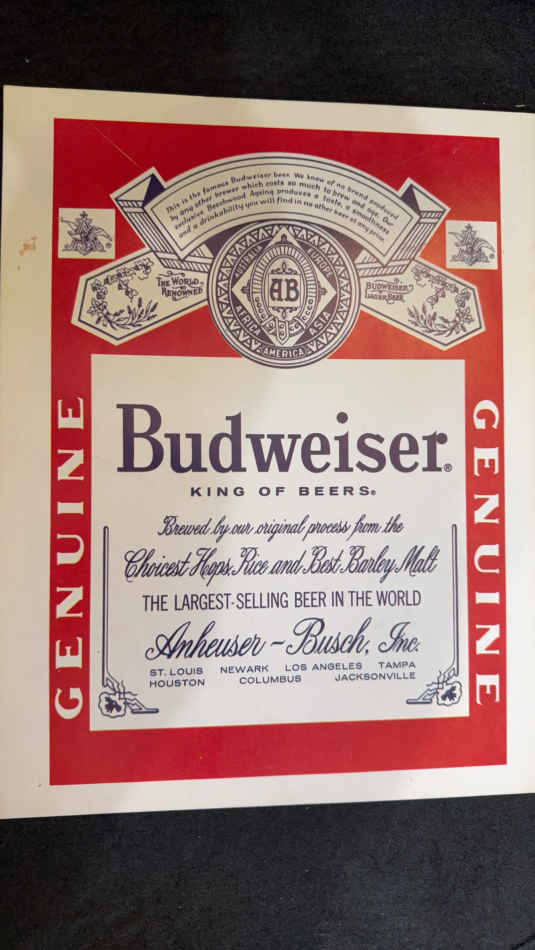 This is the famous Budweiser beer. We know of no brand produced
by any other brewer which costs so much to brew and age. Our
exclusive Beechwood Ageing produces a taste, a smoothness
and a drinkability you will find in no other beer at any price.
THE WORLD
RENOWNED
BUDWEISER
LAGER BEER
AUSTRALIA
EUROPE
AFRICA
ASIA
AMERICA
AB
GENUINE
GENUINE
Budweiser®
KING OF BEERS®
Brewed by our original process from the
Choicest Hops, Rice and Best Barley Malt
THE LARGEST-SELLING BEER IN THE WORLD
Anheuser-Busch, Inc.
ST. LOUIS NEWARK LOS ANGELES TAMPA
HOUSTON COLUMBUS JACKSONVILLE